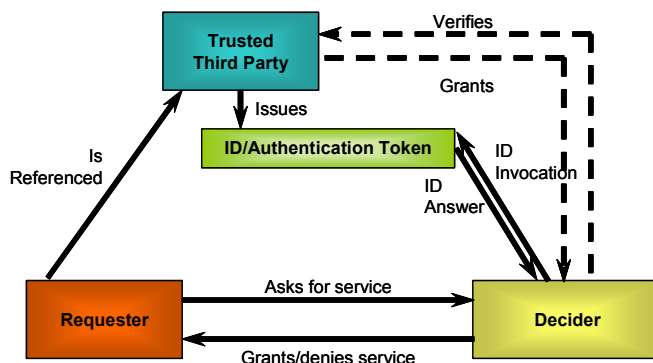 Verifies
Trusted
Third Party
Grants
Issues
ID/Authentication Token
Is
Referenced
ID
Invocation
ID
Answer
Asks for service
Requester
Decider
Grants/denies service